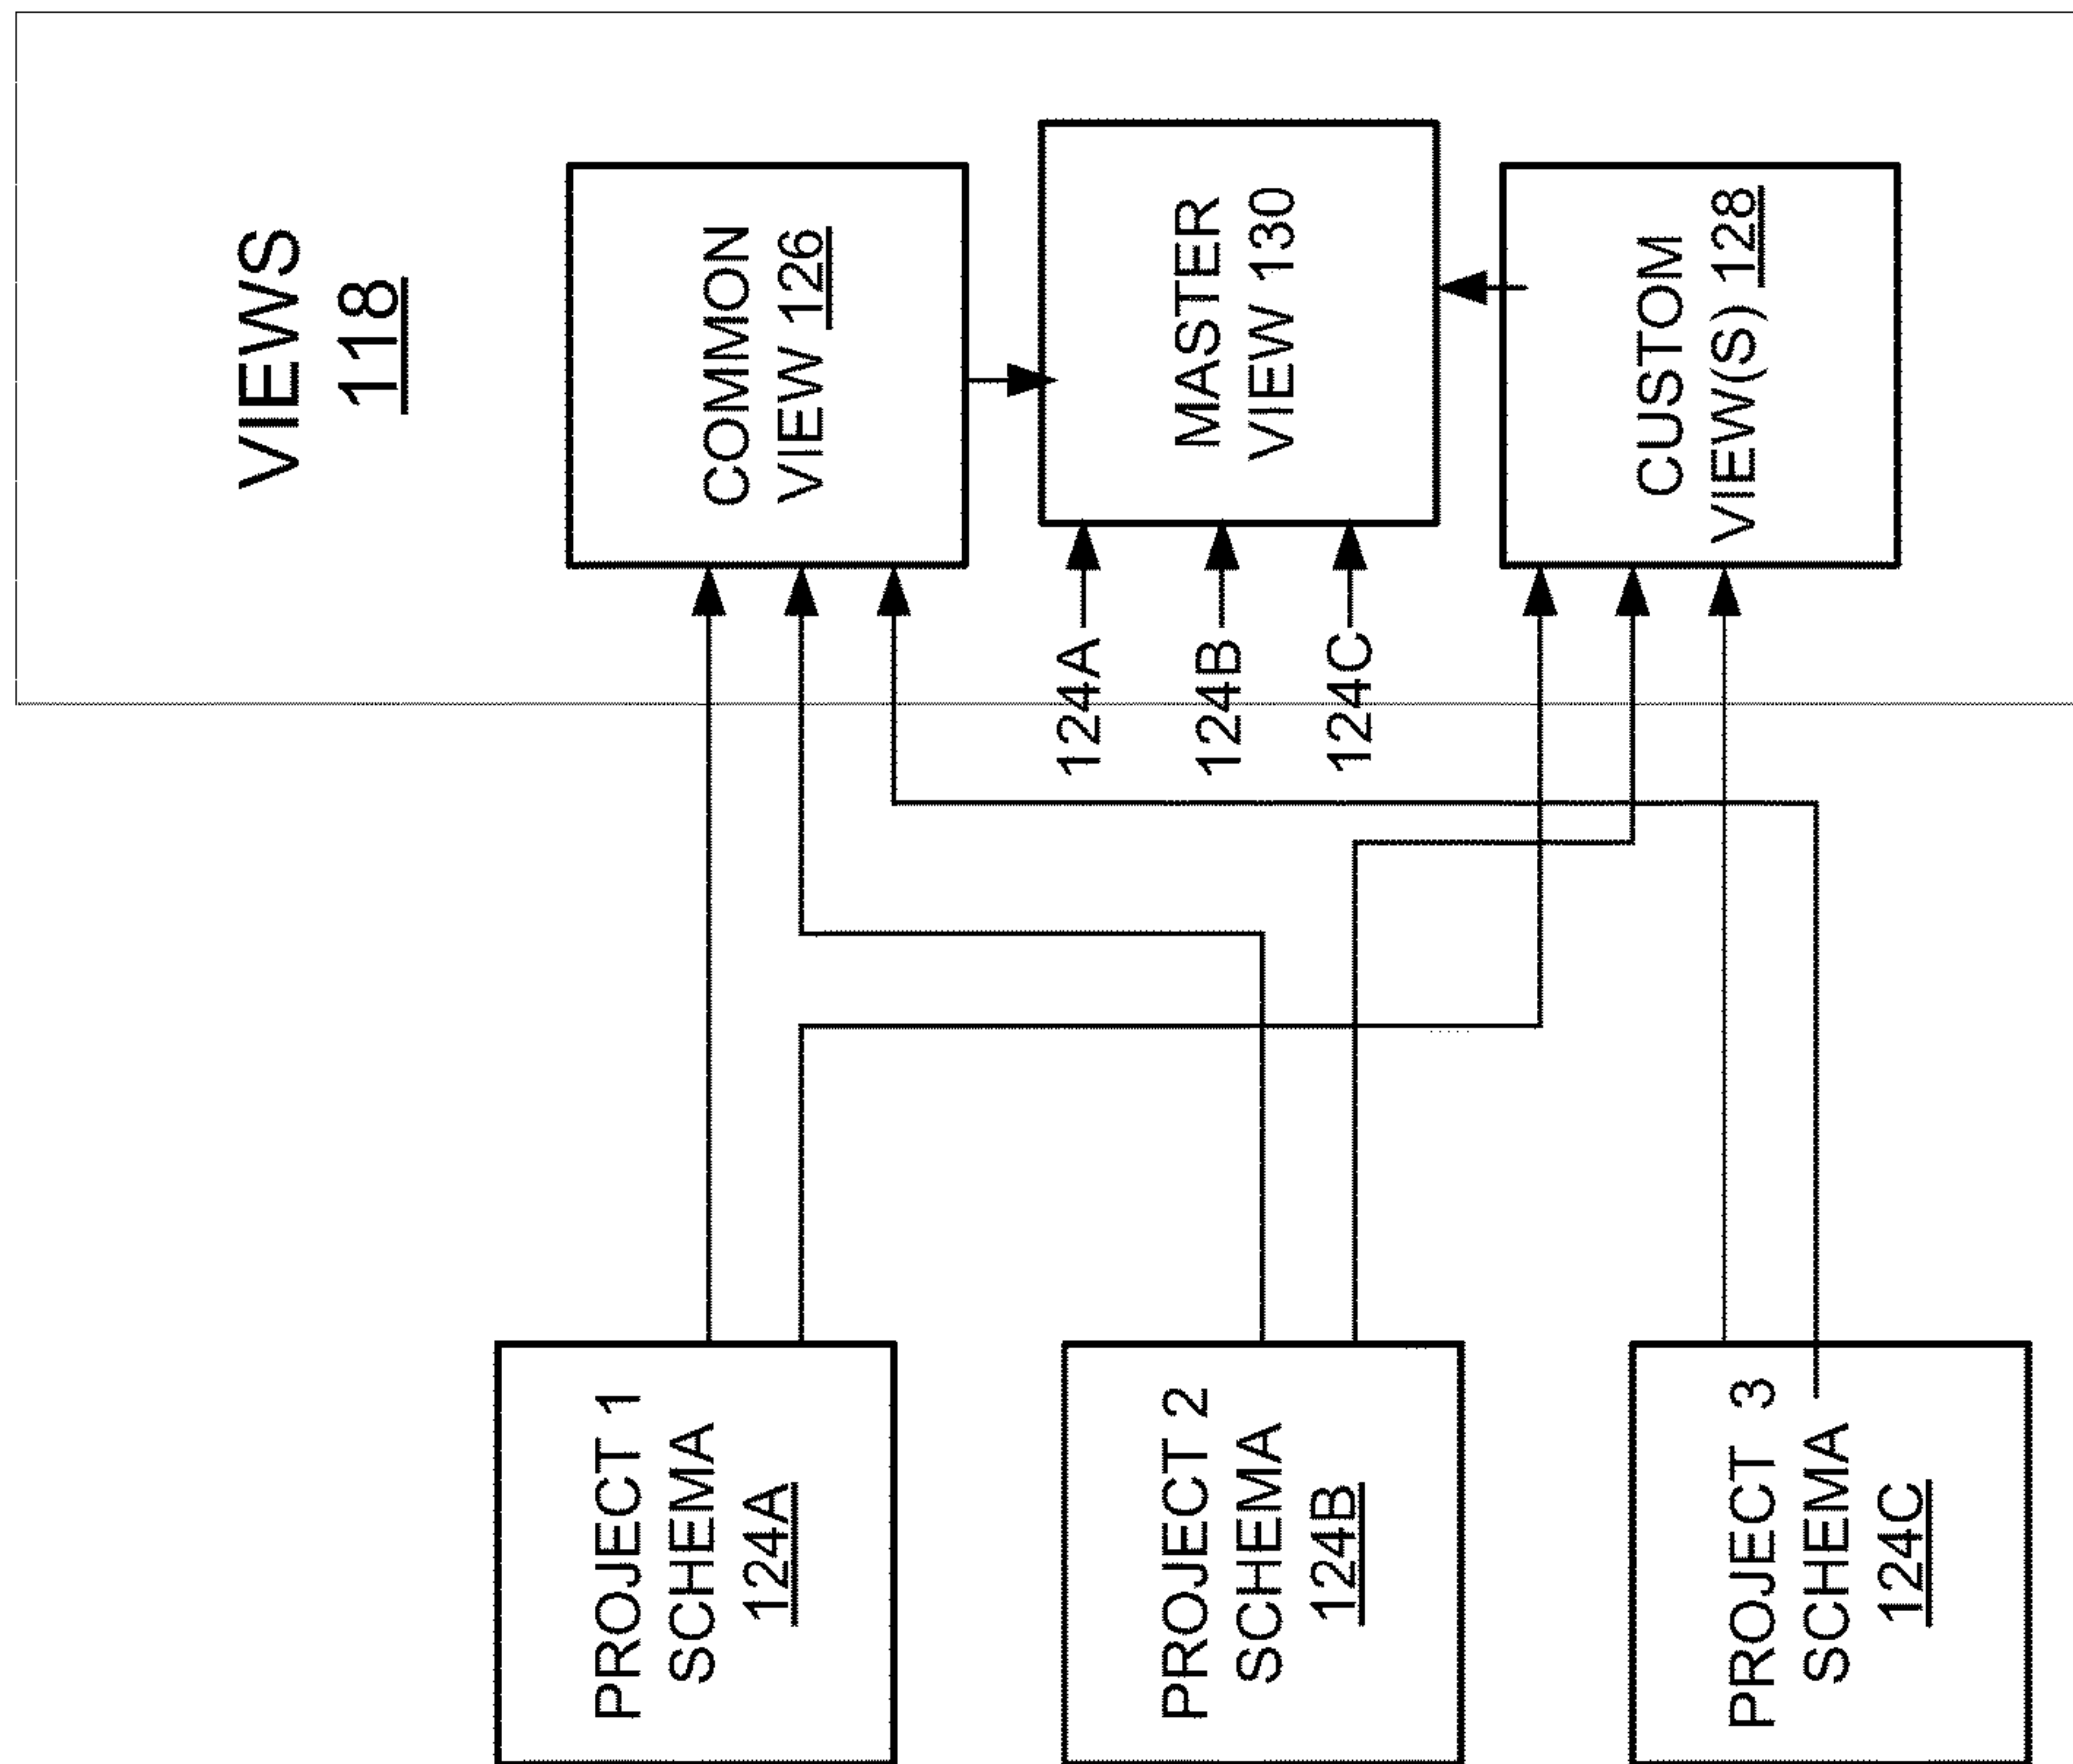 VIEWS
118
PROJECT 1
SCHEMA
124A
COMMON
VIEW 126
124A
124B
124C
MASTER
VIEW 130
PROJECT 2
SCHEMA
124B
CUSTOM
VIEW(S) 128
PROJECT 3
SCHEMA
124C